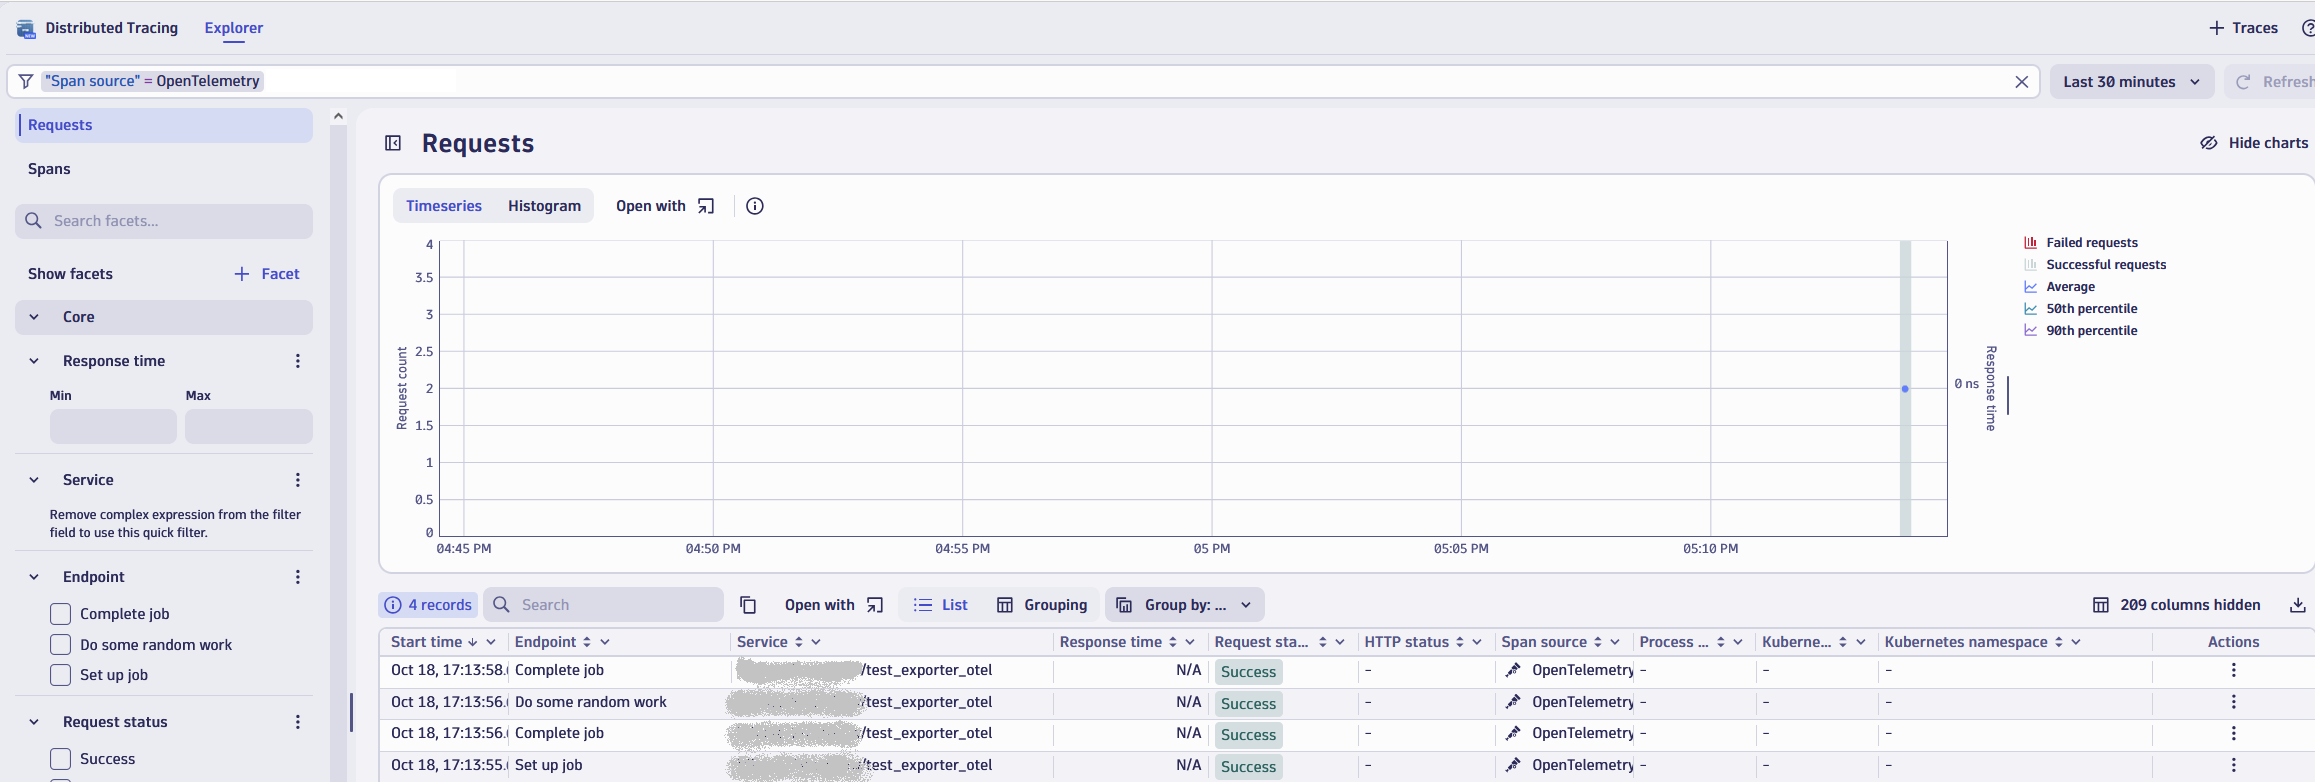 Distributed Tracing Explorer + Traces
"Span source" = OpenTelemetry Last 30 minutes Refresh
Requests
Spans
Search facets...
Show facets + Facet
Core
Response time
Min Max
Service
Remove complex expression from the filter
field to use this quick filter.
Endpoint
Complete job
Do some random work
Set up job
Request status
Success
Requests Hide charts
Timeseries Histogram Open with
4
3.5
3
2.5
2
1.5
1
0.5
0
Request count
04:45 PM 04:50 PM 04:55 PM 05 PM 05:05 PM 05:10 PM
0 ns
Response time
Failed requests
Successful requests
Average
50th percentile
90th percentile
4 records Search Open with List Grouping Group by: ... 209 columns hidden
Start time Endpoint Service Response time Request sta... HTTP status Span source Process ... Kuberne... Kubernetes namespace Actions
Oct 18, 17:13:58. Complete job /test_exporter_otel N/A Success - OpenTelemetry - - -
Oct 18, 17:13:56. Do some random work /test_exporter_otel N/A Success - OpenTelemetry - - -
Oct 18, 17:13:56. Complete job /test_exporter_otel N/A Success - OpenTelemetry - - -
Oct 18, 17:13:55. Set up job /test_exporter_otel N/A Success - OpenTelemetry - - -